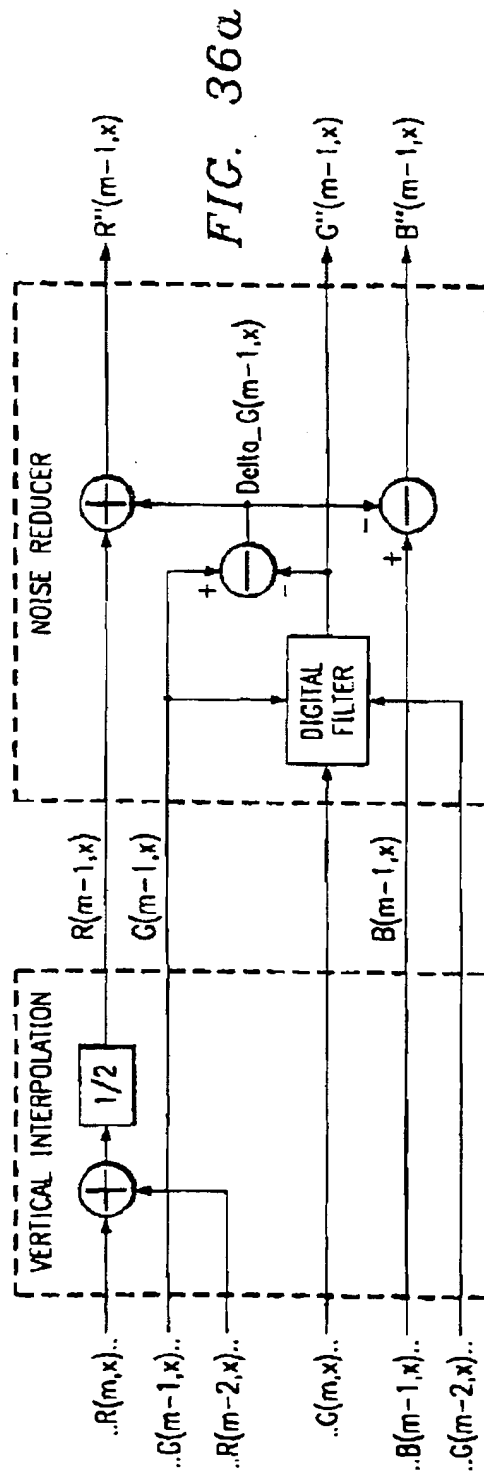 FIG. 36a
VERTICAL INTERPOLATION
NOISE REDUCER
..R(m,x)..
+
1/2
R(m-1,x)
+
R''(m-1,x)
..G(m-1,x)..
G(m-1,x)
+
−
-
Delta_G(m-1,x)
..R(m-2,x)..
..G(m,x)..
DIGITAL
FILTER
G''(m-1,x)
..B(m-1,x)..
B(m-1,x)
+
-
−
B''(m-1,x)
..G(m-2,x)..